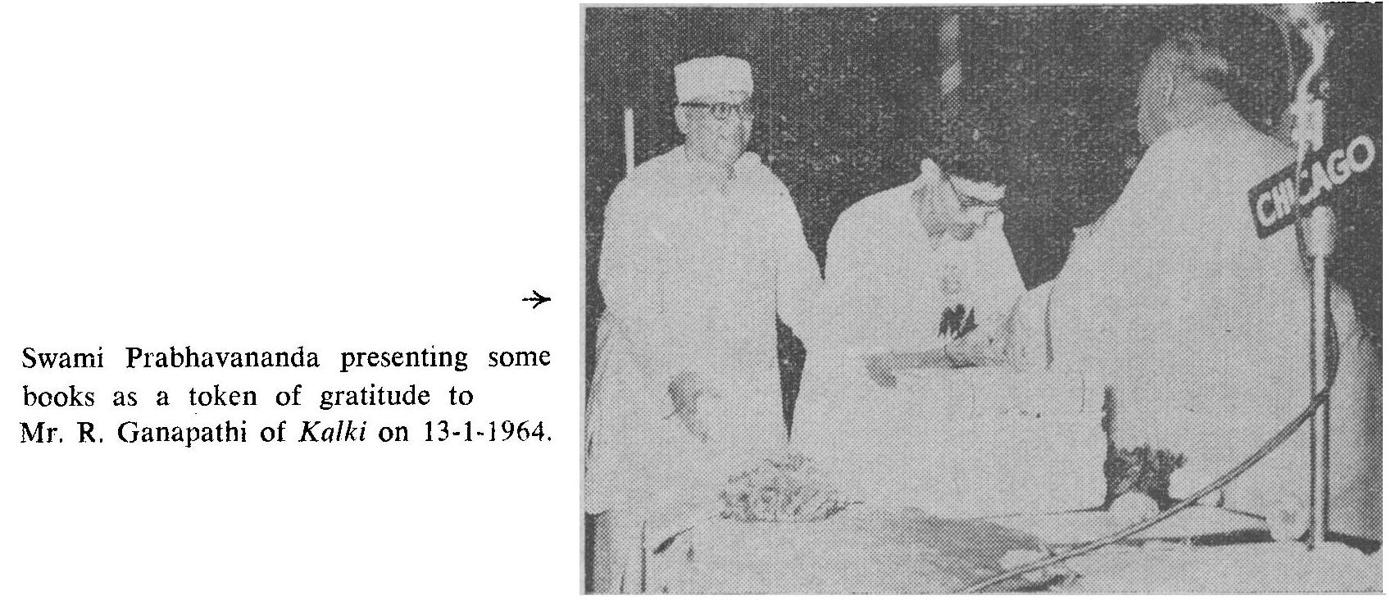 Swami Prabhavananda presenting some
books as a token of gratitude to
Mr. R. Ganapathi of Kalki on 13-1-1964.
CHICAGO